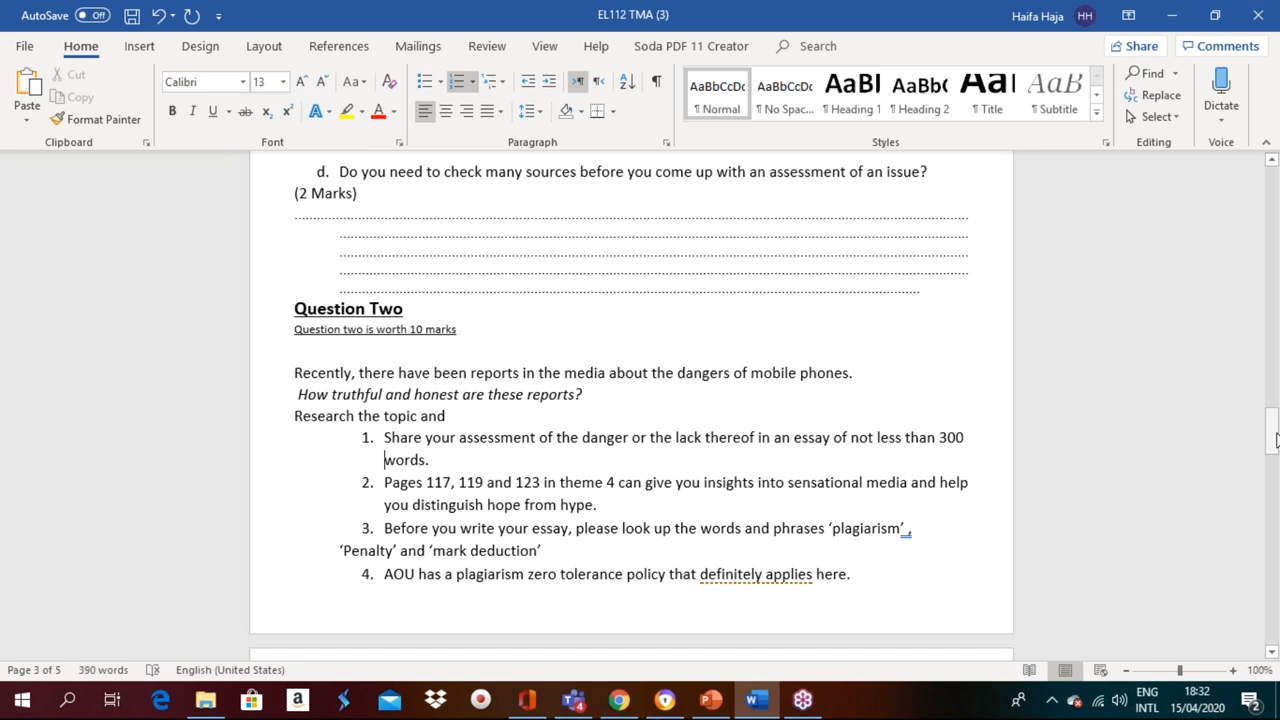 AutoSave Off EL112 TMA (3) Haifa Haja HH
File Home Insert Design Layout References Mailings Review View Help Soda PDF 11 Creator Search Share Comments
Paste Cut Copy Format Painter
Calibri 13 Aa
B I U ab x₂ x² A A
AaBbCcDc AaBbCcDc AaBl AaBbC AaI AaB
¶ Normal ¶ No Spac... ¶ Heading 1 ¶ Heading 2 ¶ Title ¶ Subtitle
Find Replace Select Dictate
Clipboard Font Paragraph Styles Editing Voice
d. Do you need to check many sources before you come up with an assessment of an issue?
(2 Marks)
Question Two
Question two is worth 10 marks
Recently, there have been reports in the media about the dangers of mobile phones.
How truthful and honest are these reports?
Research the topic and
1. Share your assessment of the danger or the lack thereof in an essay of not less than 300
words.
2. Pages 117, 119 and 123 in theme 4 can give you insights into sensational media and help
you distinguish hope from hype.
3. Before you write your essay, please look up the words and phrases ‘plagiarism’ ,
‘Penalty’ and ‘mark deduction’
4. AOU has a plagiarism zero tolerance policy that definitely applies here.
Page 3 of 5 390 words English (United States) 100%
ENG 18:32
INTL 15/04/2020